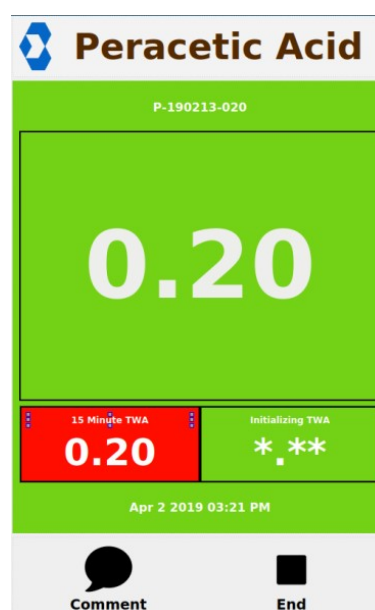 Peracetic Acid
P-190213-020
0.20
15 Minute TWA
Initializing TWA
0.20
*.**
Apr 2 2019 03:21 PM
Comment
End